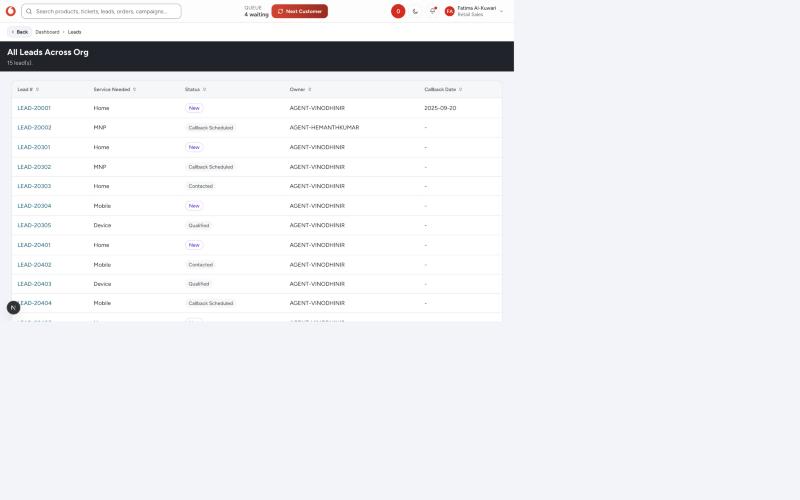 Search products, tickets, leads, orders, campaigns...
QUEUE
4 waiting
Next Customer
0
FA
Fatima Al-Kuwari
Retail Sales
Back
Dashboard
Leads
All Leads Across Org
15 lead(s).
Lead # Service Needed Status Owner Callback Date
LEAD-20001 Home New AGENT-VINODHINIR 2025-09-20
LEAD-20002 MNP Callback Scheduled AGENT-HEMANTHKUMAR -
LEAD-20301 Home New AGENT-VINODHINIR -
LEAD-20302 MNP Callback Scheduled AGENT-VINODHINIR -
LEAD-20303 Home Contacted AGENT-VINODHINIR -
LEAD-20304 Mobile New AGENT-VINODHINIR -
LEAD-20305 Device Qualified AGENT-VINODHINIR -
LEAD-20401 Home New AGENT-VINODHINIR -
LEAD-20402 Mobile Contacted AGENT-VINODHINIR -
LEAD-20403 Device Qualified AGENT-VINODHINIR -
N
LEAD-20404 Mobile Callback Scheduled AGENT-VINODHINIR -